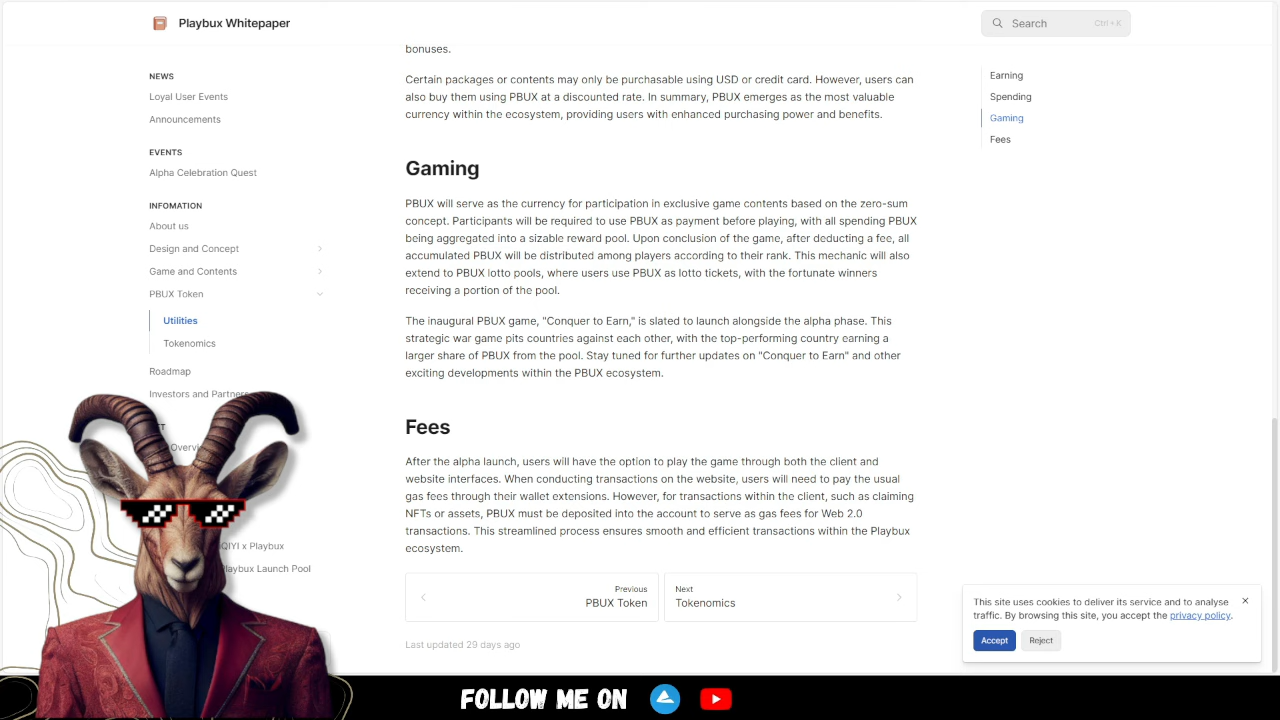 Playbux Whitepaper
Search
Ctrl + K
NEWS
Loyal User Events
Announcements
EVENTS
Alpha Celebration Quest
INFOMATION
About us
Design and Concept
Game and Contents
PBUX Token
Utilities
Tokenomics
Roadmap
Investors and Partners
Overvi
QIYI x Playbux
Playbux Launch Pool
bonuses.
Certain packages or contents may only be purchasable using USD or credit card. However, users can
also buy them using PBUX at a discounted rate. In summary, PBUX emerges as the most valuable
currency within the ecosystem, providing users with enhanced purchasing power and benefits.
Gaming
PBUX will serve as the currency for participation in exclusive game contents based on the zero-sum
concept. Participants will be required to use PBUX as payment before playing, with all spending PBUX
being aggregated into a sizable reward pool. Upon conclusion of the game, after deducting a fee, all
accumulated PBUX will be distributed among players according to their rank. This mechanic will also
extend to PBUX lotto pools, where users use PBUX as lotto tickets, with the fortunate winners
receiving a portion of the pool.
The inaugural PBUX game, "Conquer to Earn," is slated to launch alongside the alpha phase. This
strategic war game pits countries against each other, with the top-performing country earning a
larger share of PBUX from the pool. Stay tuned for further updates on "Conquer to Earn" and other
exciting developments within the PBUX ecosystem.
Fees
After the alpha launch, users will have the option to play the game through both the client and
website interfaces. When conducting transactions on the website, users will need to pay the usual
gas fees through their wallet extensions. However, for transactions within the client, such as claiming
NFTs or assets, PBUX must be deposited into the account to serve as gas fees for Web 2.0
transactions. This streamlined process ensures smooth and efficient transactions within the Playbux
ecosystem.
Previous
PBUX Token
Next
Tokenomics
Last updated 29 days ago
Earning
Spending
Gaming
Fees
This site uses cookies to deliver its service and to analyse
traffic. By browsing this site, you accept the privacy policy.
Accept
Reject
FOLLOW ME ON